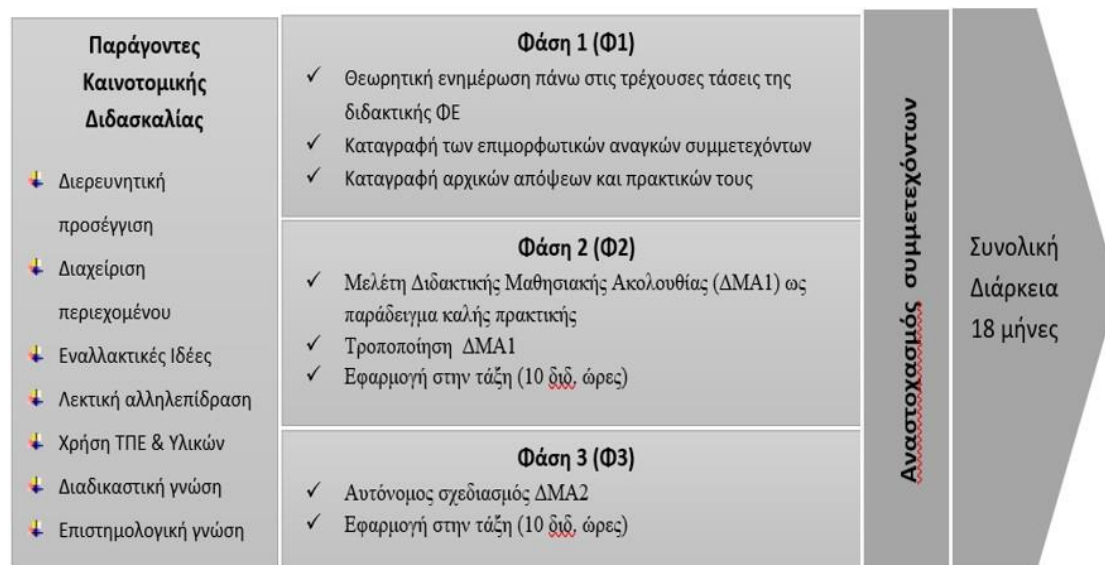 Παράγοντες
Καινοτομικής
Διδασκαλίας
Διερευνητική
προσέγγιση
Διαχείριση
περιεχομένου
Εναλλακτικές Ιδέες
Λεκτική αλληλεπίδραση
Χρήση ΤΠΕ & Υλικών
Διαδικαστική γνώση
Επιστημολογική γνώση
Φάση 1 (Φ1)
✓ Θεωρητική ενημέρωση πάνω στις τρέχουσες τάσεις της
διδακτικής ΦΕ
✓ Καταγραφή των επιμορφωτικών αναγκών συμμετεχόντων
✓ Καταγραφή αρχικών απόψεων και πρακτικών τους
Φάση 2 (Φ2)
✓ Μελέτη Διδακτικής Μαθησιακής Ακολουθίας (ΔΜΑ1) ως
παράδειγμα καλής πρακτικής
✓ Τροποποίηση ΔΜΑ1
✓ Εφαρμογή στην τάξη (10 διδ. ώρες)
Φάση 3 (Φ3)
✓ Αυτόνομος σχεδιασμός ΔΜΑ2
✓ Εφαρμογή στην τάξη (10 διδ. ώρες)
Αναστοχασμός συμμετεχόντων
Συνολική
Διάρκεια
18 μήνες